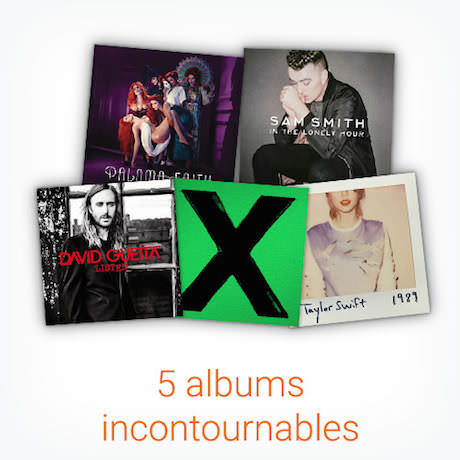 PALOMA FAITH
SAM SMITH
IN THE LONELY HOUR
DAVID GUETTA
LISTEN
X
Taylor Swift 1989
5 albums
incontournables